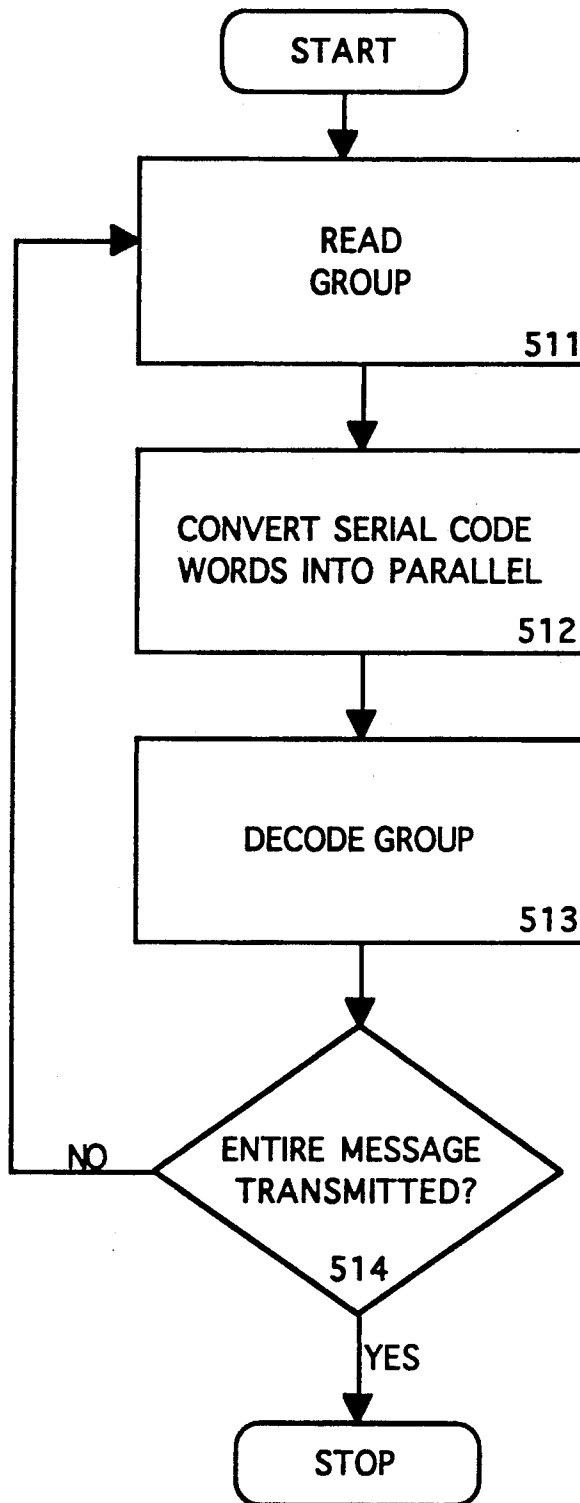 START
READ
GROUP
511
CONVERT SERIAL CODE
WORDS INTO PARALLEL
512
DECODE GROUP
513
NO
ENTIRE MESSAGE
TRANSMITTED?
514
YES
STOP